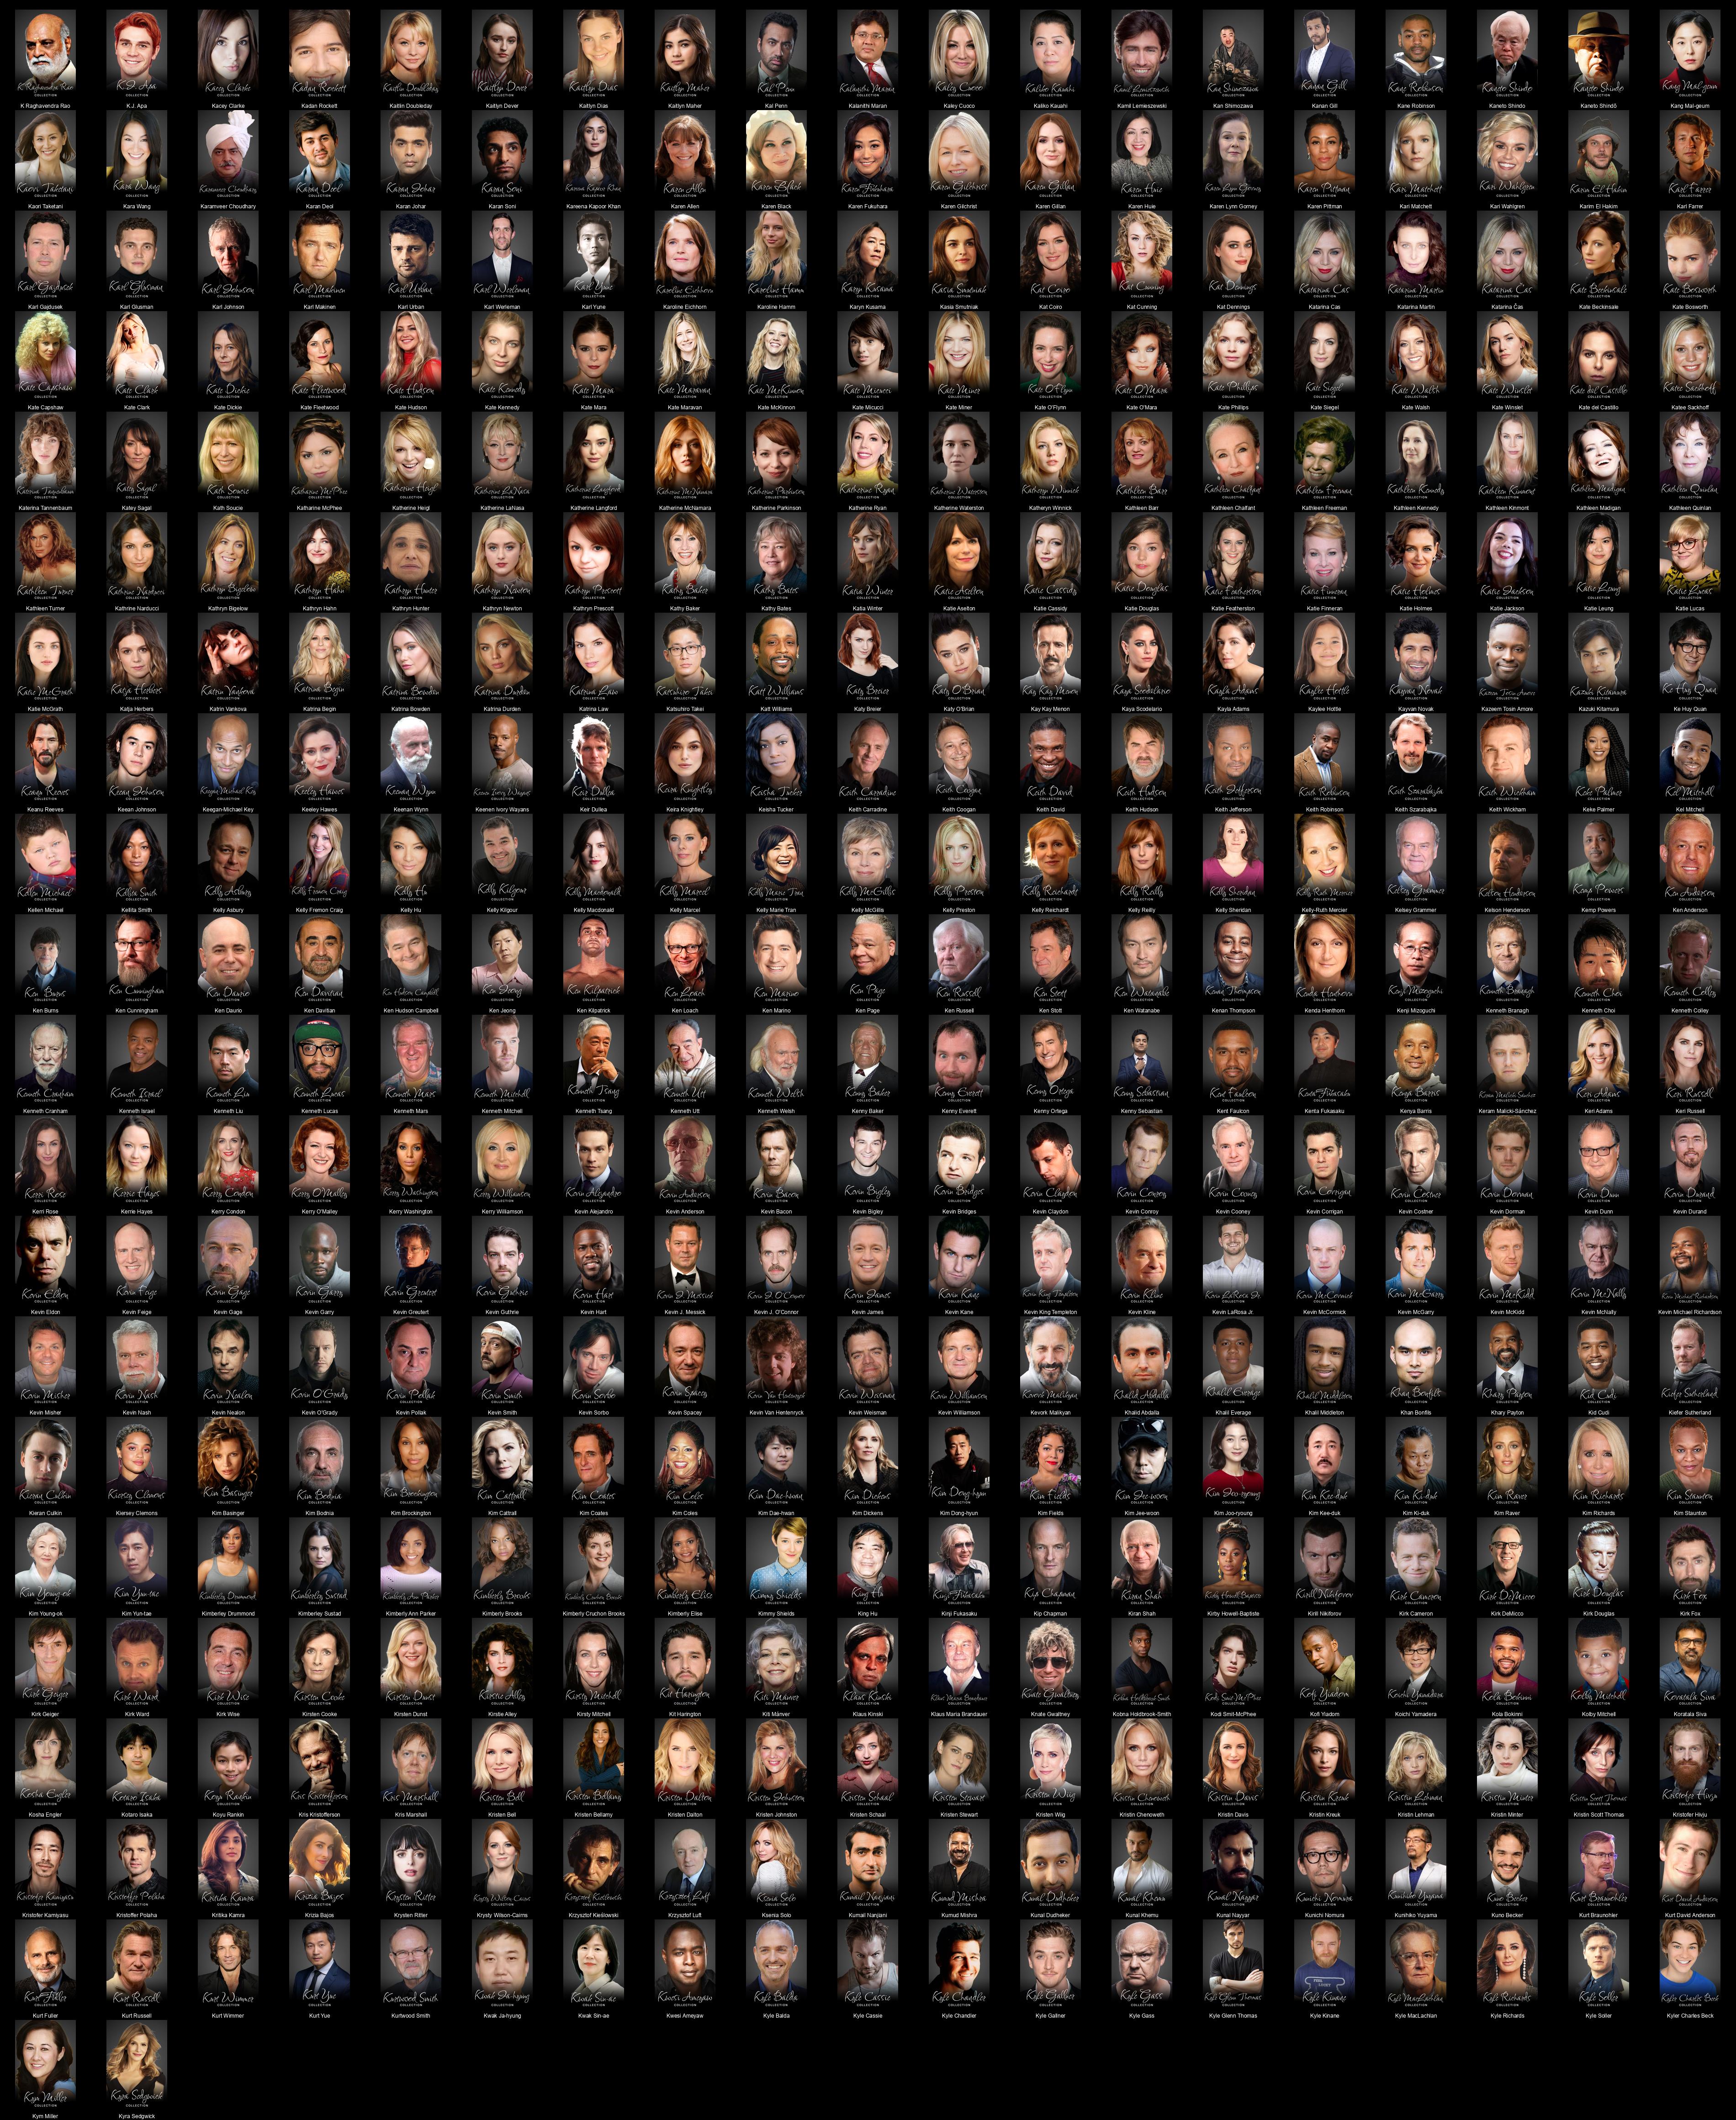 K Raghavendra Rao K.J. Apa Kacey Clarke Kadan Rockett Kaitlin Doubleday Kaitlyn Dever Kaitlyn Dias Kaitlyn Maher Kal Penn Kalanithi Maran Kaley Cuoco Kaliko Kauahi Kamil Lemieszewski Kan Shimozawa Kanan Gill Kane Robinson Kaneto Shindo Kaneto Shindō Kang Mal-geum
Kaori Taketani Kara Wang Karamveer Choudhary Karan Deol Karan Johar Karan Soni Kareena Kapoor Khan Karen Allen Karen Black Karen Fukuhara Karen Gilchrist Karen Gillan Karen Huie Karen Lynn Gorney Karen Pittman Kari Matchett Kari Wahlgren Karim El Hakim Karl Farrer
Karl Gajdusek Karl Glusman Karl Johnson Karl Makinen Karl Urban Karl Werleman Karl Yune Karoline Eichhorn Karoline Hamm Karyn Kusama Kasia Smutniak Kat Coiro Kat Cunning Kat Dennings Katarina Cas Katarina Martin Katarina Čas Kate Beckinsale Kate Bosworth
Kate Capshaw Kate Clark Kate Dickie Kate Fleetwood Kate Hudson Kate Kennedy Kate Mara Kate Maravan Kate McKinnon Kate Micucci Kate Miner Kate O'Flynn Kate O'Mara Kate Phillips Kate Siegel Kate Walsh Kate Winslet Kate del Castillo Katee Sackhoff
Katerina Tannenbaum Katey Sagal Kath Soucie Katharine McPhee Katherine Heigl Katherine LaNasa Katherine Langford Katherine McNamara Katherine Parkinson Katherine Ryan Katherine Waterston Katheryn Winnick Kathleen Barr Kathleen Chalfant Kathleen Freeman Kathleen Kennedy Kathleen Kinmont Kathleen Madigan Kathleen Quinlan
Kathleen Turner Kathrine Narducci Kathryn Bigelow Kathryn Hahn Kathryn Hunter Kathryn Newton Kathryn Prescott Kathy Baker Kathy Bates Katia Winter Katie Aselton Katie Cassidy Katie Douglas Katie Featherston Katie Finneran Katie Holmes Katie Jackson Katie Leung Katie Lucas
Katie McGrath Katja Herbers Katrin Vankova Katrina Begin Katrina Bowden Katrina Durden Katrina Law Katsuhiro Takei Katt Williams Katy Breier Katy O'Brian Kay Kay Menon Kaya Scodelario Kayla Adams Kaylee Hottle Kayvan Novak Kazeem Tosin Amore Kazuki Kitamura Ke Huy Quan
Keanu Reeves Keean Johnson Keegan-Michael Key Keeley Hawes Keenan Wynn Keenen Ivory Wayans Keir Dullea Keira Knightley Keisha Tucker Keith Carradine Keith Coogan Keith David Keith Hudson Keith Jefferson Keith Robinson Keith Szarabajka Keith Wickham Keke Palmer Kel Mitchell
Kellen Michael Kellita Smith Kelly Asbury Kelly Fremon Craig Kelly Hu Kelly Kilgour Kelly Macdonald Kelly Marcel Kelly Marie Tran Kelly McGillis Kelly Preston Kelly Reichardt Kelly Reilly Kelly Sheridan Kelly-Ruth Mercier Kelsey Grammer Kelson Henderson Kemp Powers Ken Anderson
Ken Burns Ken Cunningham Ken Daurio Ken Davitian Ken Hudson Campbell Ken Jeong Ken Kilpatrick Ken Loach Ken Marino Ken Page Ken Russell Ken Stott Ken Watanabe Kenan Thompson Kenda Henthorn Kenji Mizoguchi Kenneth Branagh Kenneth Choi Kenneth Colley
Kenneth Cranham Kenneth Israel Kenneth Liu Kenneth Lucas Kenneth Mars Kenneth Mitchell Kenneth Tsang Kenneth Utt Kenneth Welsh Kenny Baker Kenny Everett Kenny Ortega Kenny Sebastian Kent Faulcon Kenta Fukasaku Kenya Barris Keram Malicki-Sánchez Keri Adams Keri Russell
Kerri Rose Kerrie Hayes Kerry Condon Kerry O'Malley Kerry Washington Kerry Williamson Kevin Alejandro Kevin Anderson Kevin Bacon Kevin Bigley Kevin Bridges Kevin Claydon Kevin Conroy Kevin Cooney Kevin Corrigan Kevin Costner Kevin Dorman Kevin Dunn Kevin Durand
Kevin Eldon Kevin Feige Kevin Gage Kevin Garry Kevin Greutert Kevin Guthrie Kevin Hart Kevin J. Messick Kevin J. O'Connor Kevin James Kevin Kane Kevin King Templeton Kevin Kline Kevin LaRosa Jr. Kevin McCormick Kevin McGarry Kevin McKidd Kevin McNally Kevin Michael Richardson
Kevin Misher Kevin Nash Kevin Nealon Kevin O'Grady Kevin Pollak Kevin Smith Kevin Sorbo Kevin Spacey Kevin Van Hentenryck Kevin Weisman Kevin Williamson Kevork Malikyan Khalid Abdalla Khalil Everage Khalil Middleton Khan Bonfils Khary Payton Kid Cudi Kiefer Sutherland
Kieran Culkin Kiersey Clemons Kim Basinger Kim Bodnia Kim Brockington Kim Cattrall Kim Coates Kim Coles Kim Dae-hwan Kim Dickens Kim Dong-hyun Kim Fields Kim Jee-woon Kim Joo-ryoung Kim Kee-duk Kim Ki-duk Kim Raver Kim Richards Kim Staunton
Kim Young-ok Kim Yun-tae Kimberley Drummond Kimberley Sustad KimberlyAnn Parker Kimberly Brooks Kimberly Cruchon Brooks Kimberly Elise Kimmy Shields King Hu Kinji Fukasaku Kip Chapman Kiran Shah Kirby Howell-Baptiste Kirill Nikiforov Kirk Cameron Kirk DeMicco Kirk Douglas Kirk Fox
Kirk Geiger Kirk Ward Kirk Wise Kirsten Cooke Kirsten Dunst Kirstie Alley Kirsty Mitchell Kit Harington Kiti Mánver Klaus Kinski Klaus Maria Brandauer Knate Gwaltney Kobna Holdbrook-Smith Kodi Smit-McPhee Kofi Yiadom Koichi Yamadera Kola Bokinni Kolby Mitchell Koratala Siva
Kosha Engler Kotaro Isaka Koyu Rankin Kris Kristofferson Kris Marshall Kristen Bell Kristen Bellamy Kristen Dalton Kristen Johnston Kristen Schaal Kristen Stewart Kristen Wiig Kristin Chenoweth Kristin Davis Kristin Kreuk Kristin Lehman Kristin Minter Kristin Scott Thomas Kristofer Hivju
Kristofer Kamiyasu Kristoffer Polaha Kritika Kamra Krizia Bajos Krysten Ritter Krysty Wilson-Cairns Krzysztof Kieślowski Krzysztof Luft Ksenia Solo Kumail Nanjiani Kumud Mishra Kunal Dudheker Kunal Khemu Kunal Nayyar Kunichi Nomura Kunihiko Yuyama Kuno Becker Kurt Braunohler Kurt David Anderson
Kurt Fuller Kurt Russell Kurt Wimmer Kurt Yue Kurtwood Smith Kwak Ja-hyung Kwak Sin-ae Kwesi Ameyaw Kyle Balda Kyle Cassie Kyle Chandler Kyle Gallner Kyle Gass Kyle Glenn Thomas Kyle Kinane Kyle MacLachlan Kyle Richards Kyle Soller Kyler Charles Beck
Kym Miller Kyra Sedgwick